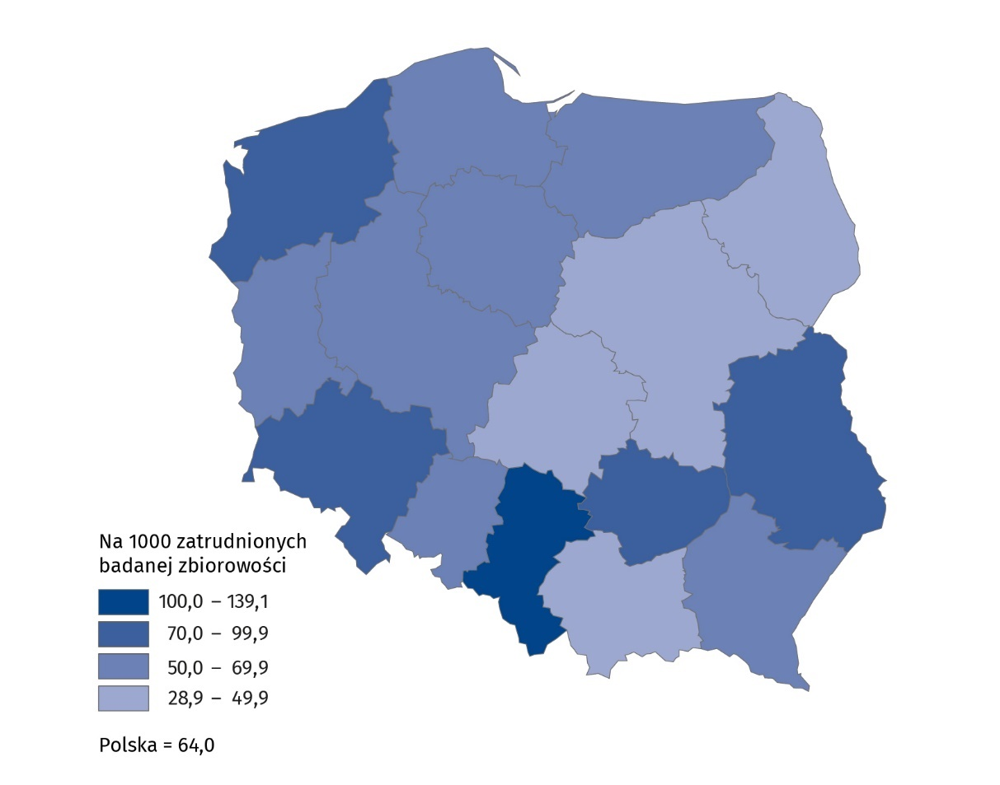 Na 1000 zatrudnionych
badanej zbiorowości
100,0 – 139,1
70,0 – 99,9
50,0 – 69,9
28,9 – 49,9
Polska = 64,0